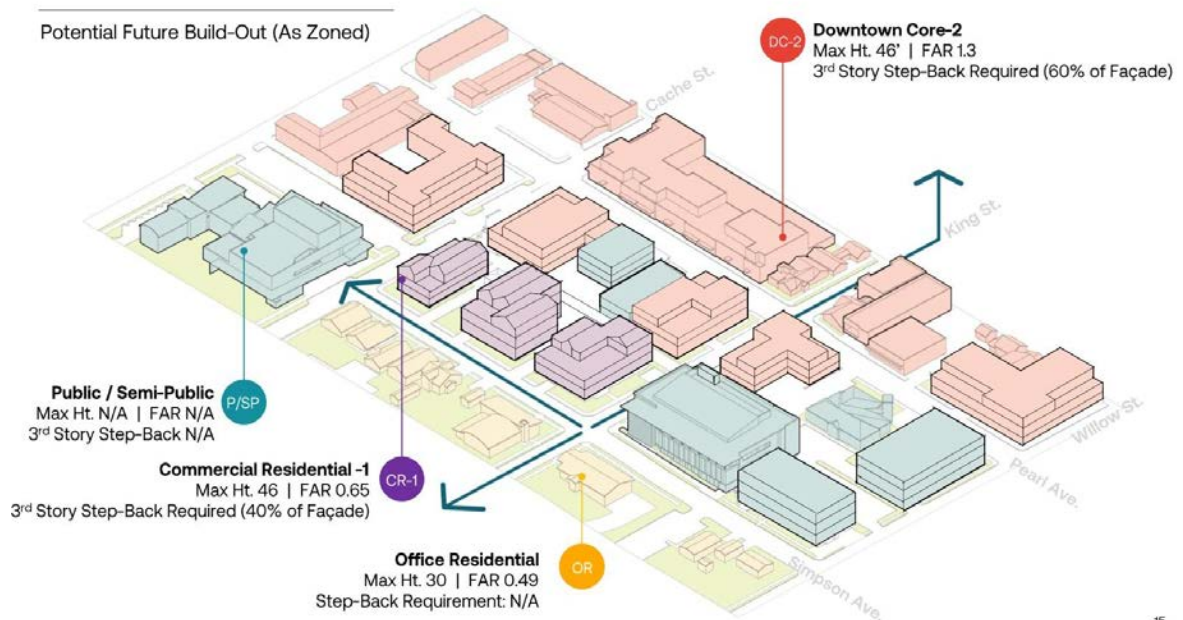 Potential Future Build-Out (As Zoned)
DC-2
Downtown Core-2
Max Ht. 46' | FAR 1.3
3rd Story Step-Back Required (60% of Façade)
Cache St.
King St.
Public / Semi-Public
Max Ht. N/A | FAR N/A
3rd Story Step-Back N/A
P/SP
Commercial Residential -1
Max Ht. 46 | FAR 0.65
3rd Story Step-Back Required (40% of Façade)
CR-1
Office Residential
Max Ht. 30 | FAR 0.49
Step-Back Requirement: N/A
OR
Willow St.
Pearl Ave.
Simpson Ave.